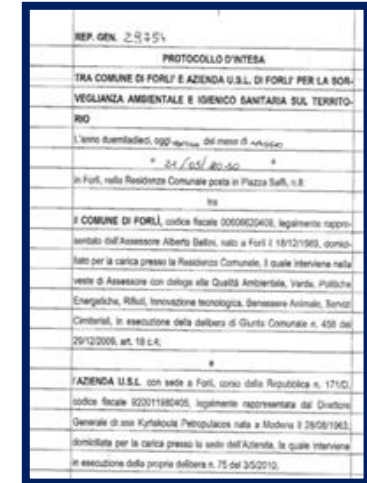 REP. GEN. 29754
PROTOCOLLO D'INTESA
TRA COMUNE DI FORLI' E AZIENDA U.S.L. DI FORLI' PER LA SOR-
VEGLIANZA AMBIENTALE E IGIENICO SANITARIA SUL TERRITO-
RIO
L'anno duemiladieci, oggi del mese di MAGGIO
* 21/05/2010 *
in Forlì, nella Residenza Comunale posta in Piazza Saffi, n.8:
tra
Il COMUNE DI FORLÌ, codice fiscale 00606620409, legalmente rappre-
sentato dall'Assessore Alberto Bellini, nato a Forlì il 18/12/1969, domici-
liato per la carica presso la Residenza Comunale, il quale interviene nella
veste di Assessore con delega alle Qualità Ambientale, Verde, Politiche
Energetiche, Rifiuti, Innovazione tecnologica, Benessere Animale, Servizi
Cimiteriali, in esecuzione della delibera di Giunta Comunale n. 458 del
29/12/2009, art. 18 c.4;
e
l'AZIENDA U.S.L. con sede a Forlì, corso della Repubblica n. 171/D,
codice fiscale 92001980405, legalmente rappresentata dal Direttore
Generale dr.ssa Kyriakoula Petropulacos nata a Modena il 28/08/1963,
domiciliata per la carica presso la sede dell'Azienda, la quale interviene
in esecuzione della propria delibera n. 75 del 3/5/2010.